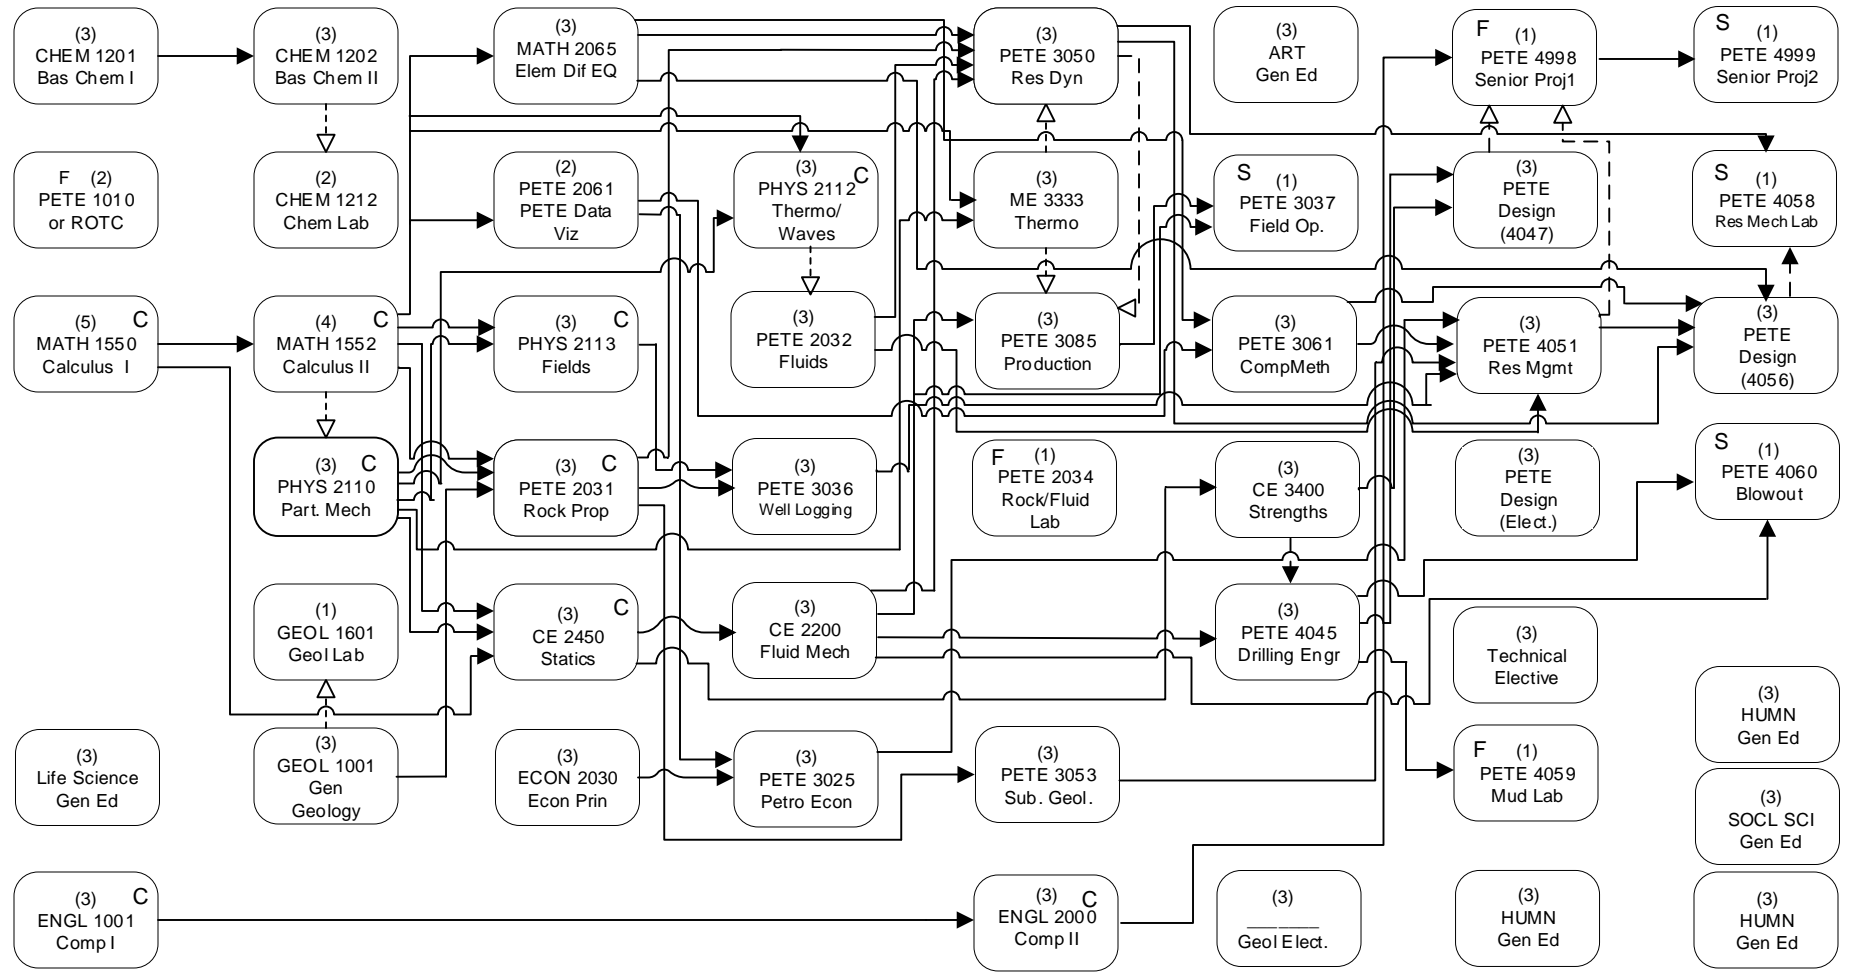 (3)
CHEM 1201
Bas Chem I
F (2)
PETE 1010
or ROTC
(5) C
MATH 1550
Calculus I
(3)
Life Science
Gen Ed
(3) C
ENGL 1001
Comp I
(3)
CHEM 1202
Bas Chem II
(2)
CHEM 1212
Chem Lab
(4) C
MATH 1552
Calculus II
(3) C
PHYS 2110
Part. Mech
(1)
GEOL 1601
Geol Lab
(3)
GEOL 1001
Gen
Geology
(3)
MATH 2065
Elem Dif EQ
(2)
PETE 2061
PETE Data
Viz
(3) C
PHYS 2113
Fields
(3) C
PETE 2031
Rock Prop
(3) C
CE 2450
Statics
(3)
ECON 2030
Econ Prin
(3) C
PHYS 2112
Thermo/
Waves
(3)
PETE 2032
Fluids
(3)
PETE 3036
Well Logging
(3)
CE 2200
Fluid Mech
(3)
PETE 3025
Petro Econ
(3)
PETE 3050
Res Dyn
(3)
ME 3333
Thermo
(3)
PETE 3085
Production
F (1)
PETE 2034
Rock/Fluid
Lab
(3)
PETE 3053
Sub. Geol.
(3) C
ENGL 2000
Comp II
(3)
ART
Gen Ed
S (1)
PETE 3037
Field Op.
(3)
PETE 3061
CompMeth
(3)
CE 3400
Strengths
(3)
PETE 4045
Drilling Engr
(3)
_______
Geol Elect.
F (1)
PETE 4998
Senior Proj1
(3)
PETE
Design
(4047)
(3)
PETE 4051
Res Mgmt
(3)
PETE
Design
(Elect.)
(3)
Technical
Elective
F (1)
PETE 4059
Mud Lab
(3)
HUMN
Gen Ed
S (1)
PETE 4999
Senior Proj2
S (1)
PETE 4058
Res Mech Lab
(3)
PETE
Design
(4056)
S (1)
PETE 4060
Blowout
(3)
HUMN
Gen Ed
(3)
SOCL SCI
Gen Ed
(3)
HUMN
Gen Ed